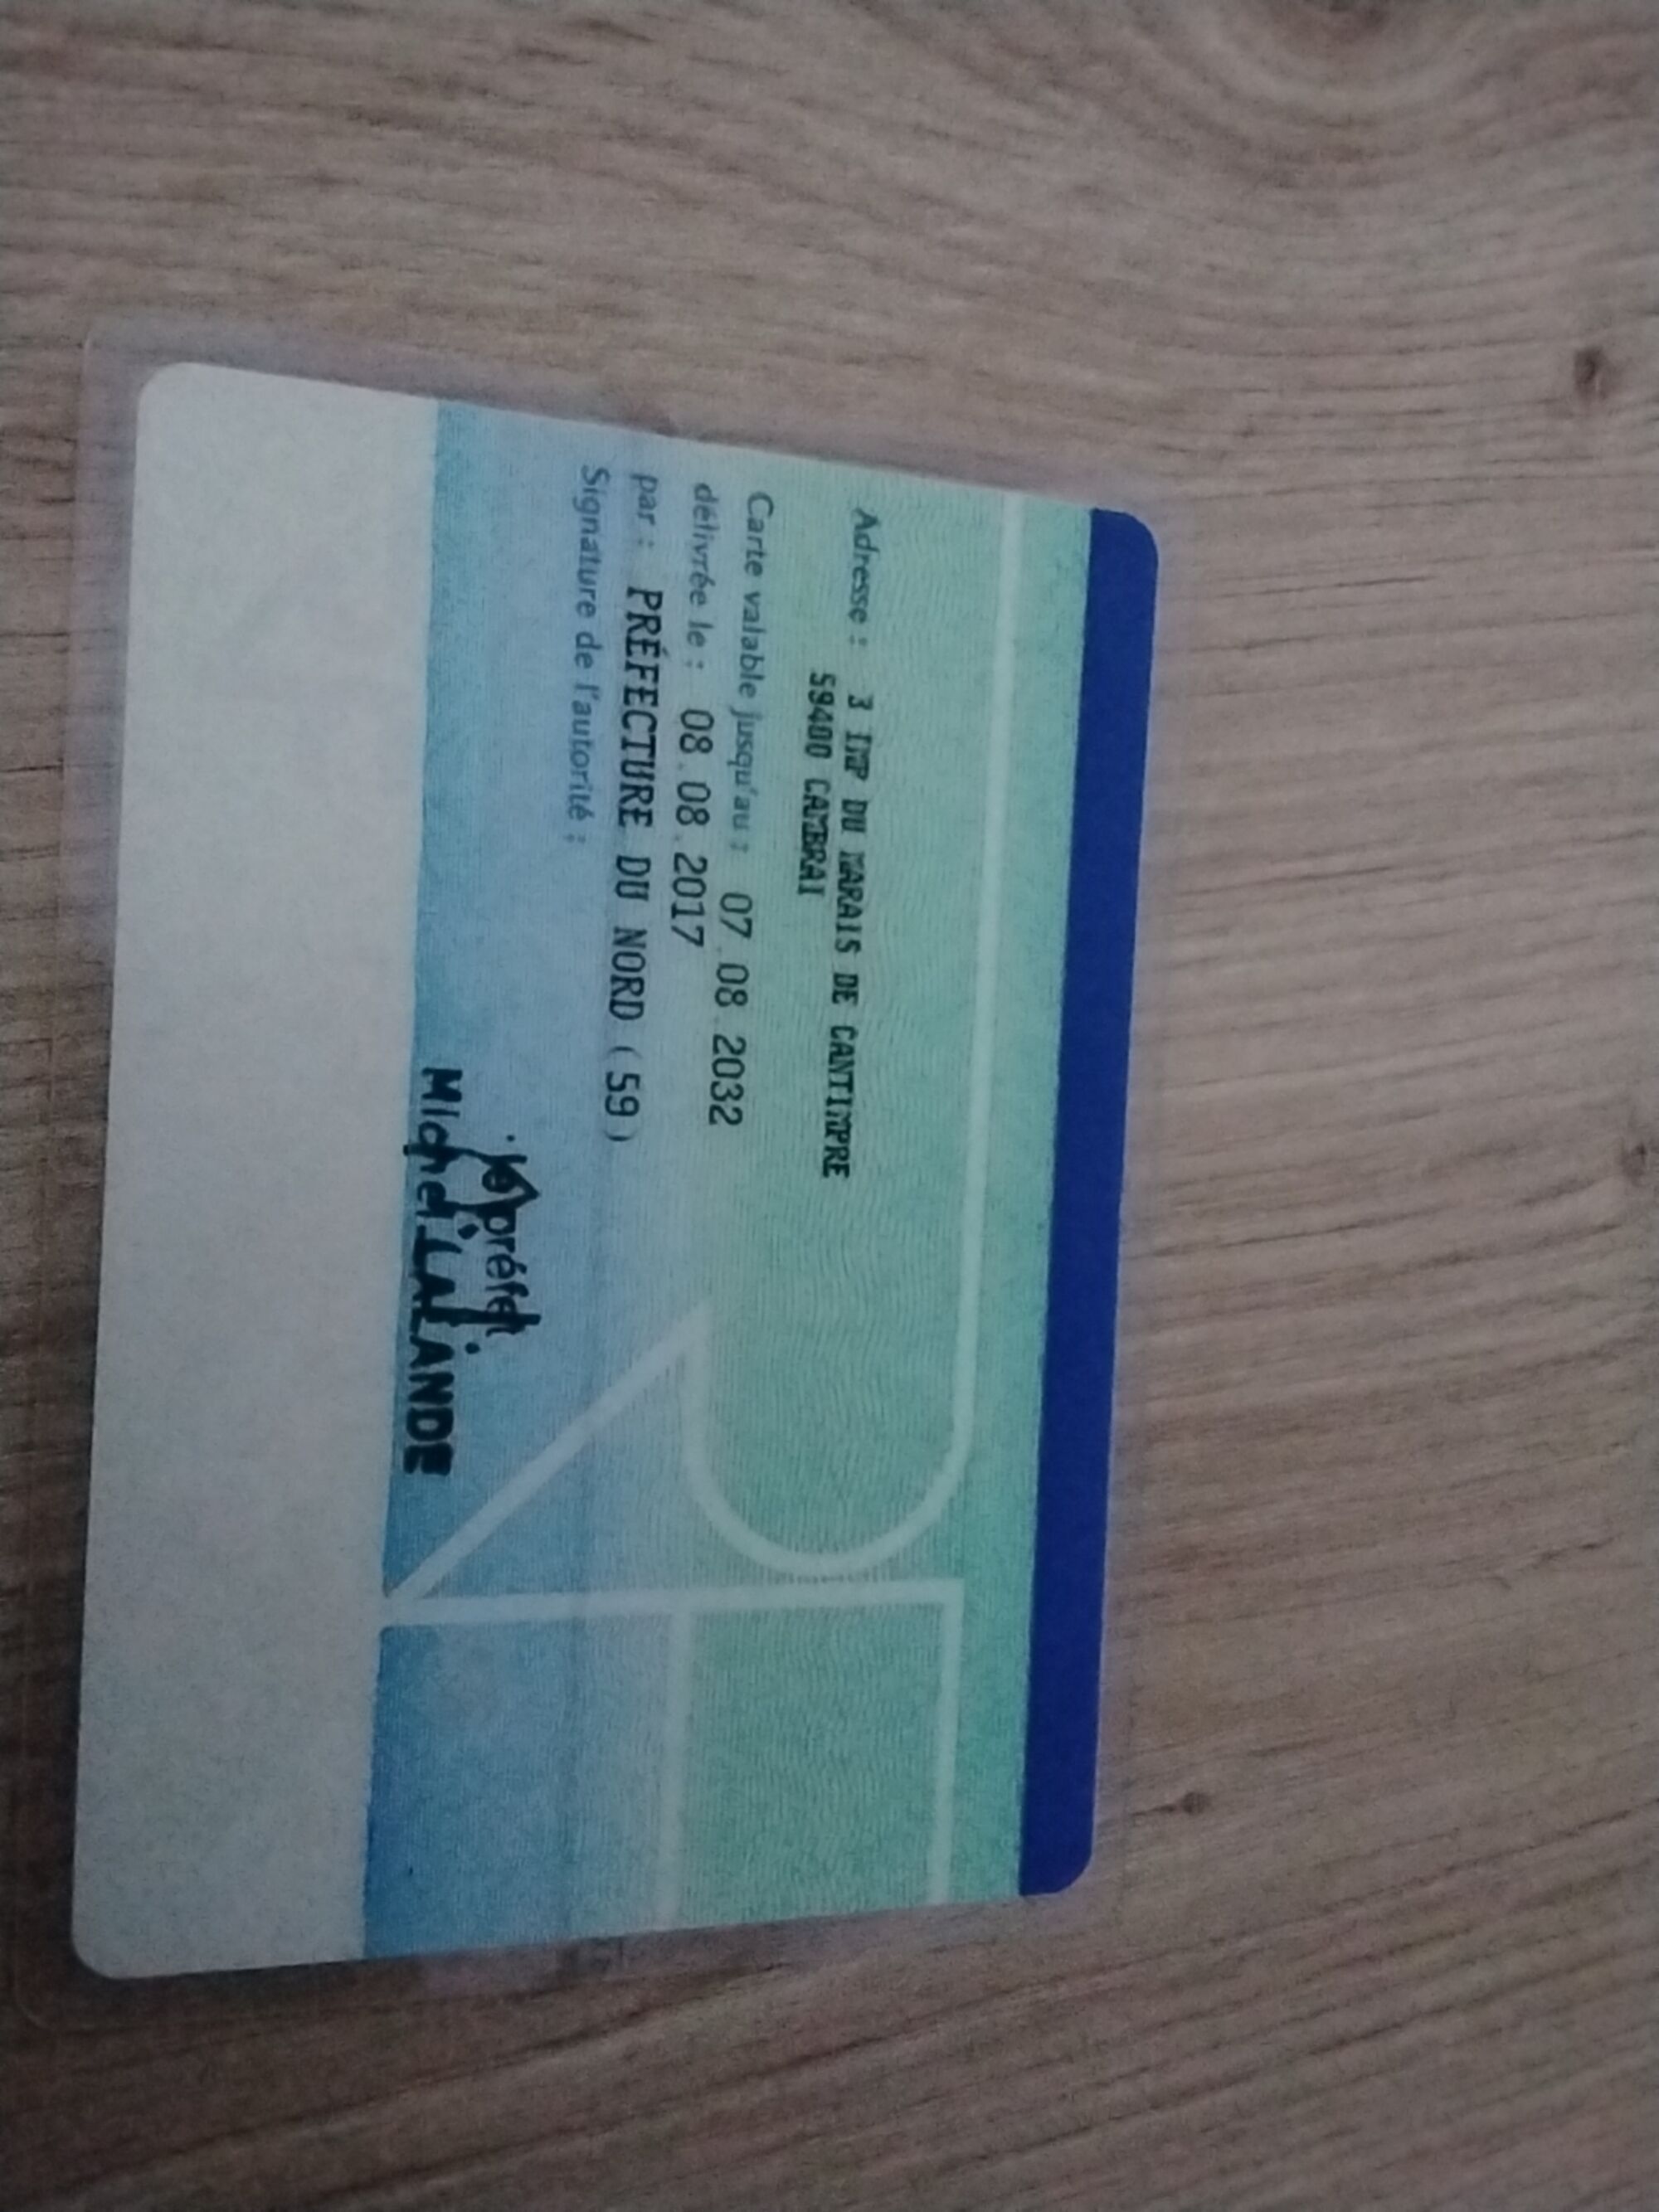 Adresse : 3 IMP DU MARAIS DE CANTIMPRE
59400 CAMBRAI
Carte valable jusqu'au : 07.08.2032
délivrée le : 08.08.2017
par : PRÉFECTURE DU NORD (59)
Signature de l'autorité :
Le préfet
Michel LALANDE